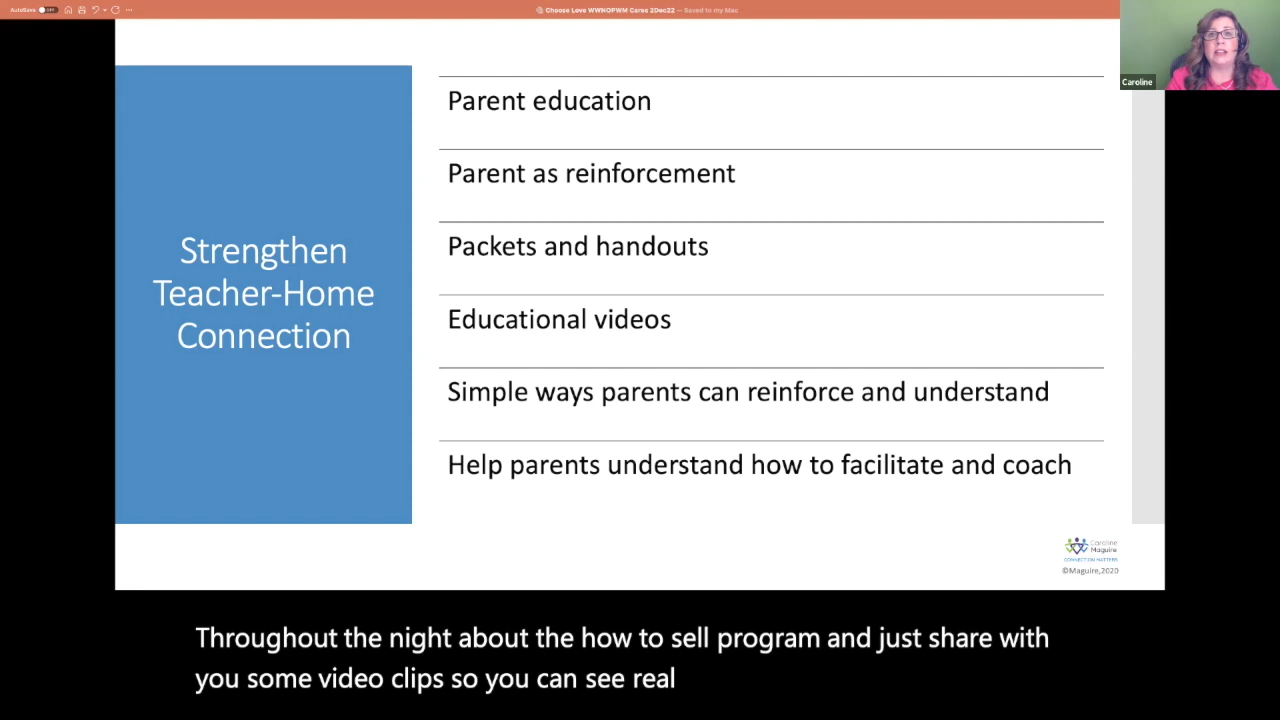 AutoSave OFF
Choose Love WWNOPWM Cares 2Dec22 — Saved to my Mac
Caroline
Strengthen
Teacher-Home
Connection
Parent education
Parent as reinforcement
Packets and handouts
Educational videos
Simple ways parents can reinforce and understand
Help parents understand how to facilitate and coach
Caroline
Maguire
CONNECTION MATTERS
©Maguire,2020
Throughout the night about the how to sell program and just share with
you some video clips so you can see real